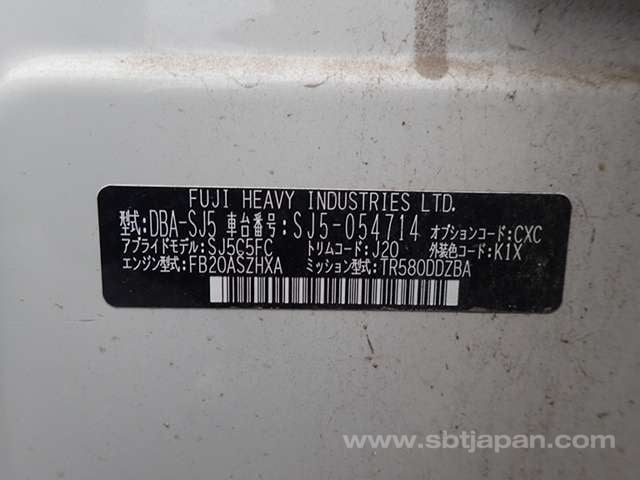 FUJI HEAVY INDUSTRIES LTD.
型式:DBA-SJ5 車台番号:SJ5-054714 オプションコード:CXC
アプライドモデル:SJ5C5FC トリムコード:J20 外装色コード:K1X
エンジン型式:FB20ASZHXA ミッション型式:TR580DDZBA
www.sbtjapan.com